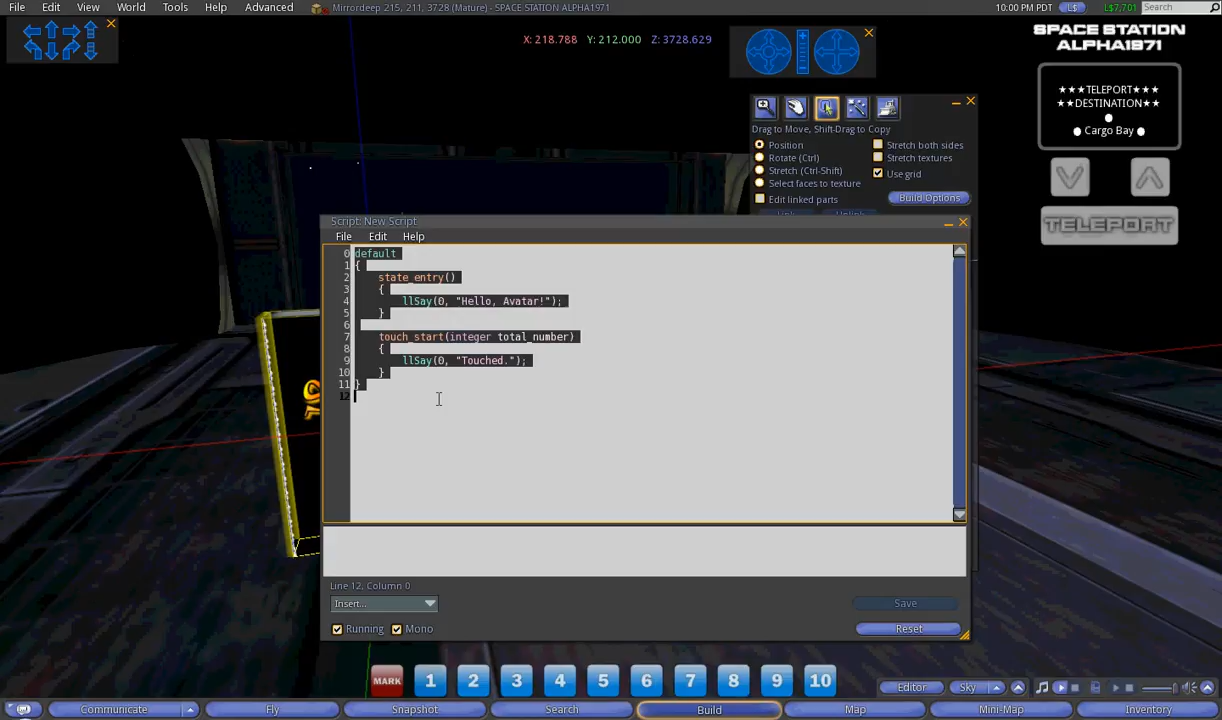 File Edit View World Tools Help Advanced Mirrordeep 215, 211, 3728 (Mature) - SPACE STATION ALPHA1971 10:00 PM PDT L$ L$7,701 Search
X: 218.788 Y: 212.000 Z: 3728.629
SPACE STATION
ALPHA1971
★★★TELEPORT★★★
★★DESTINATION★★
●
● Cargo Bay ●
TELEPORT
Drag to Move, Shift-Drag to Copy
Position
Rotate (Ctrl)
Stretch (Ctrl-Shift)
Select faces to texture
Edit linked parts
Stretch both sides
Stretch textures
Use grid
Build Options
Script: New Script
File Edit Help
0 default
1 {
2 state_entry()
3 {
4 llSay(0, "Hello, Avatar!");
5 }
6
7 touch_start(integer total_number)
8 {
9 llSay(0, "Touched.");
10 }
11 }
12
Line 12, Column 0
Insert...
Save
Running Mono
Reset
MARK 1 2 3 4 5 6 7 8 9 10
Editor Sky
Communicate Fly Snapshot Search Build Map Mini-Map Inventory